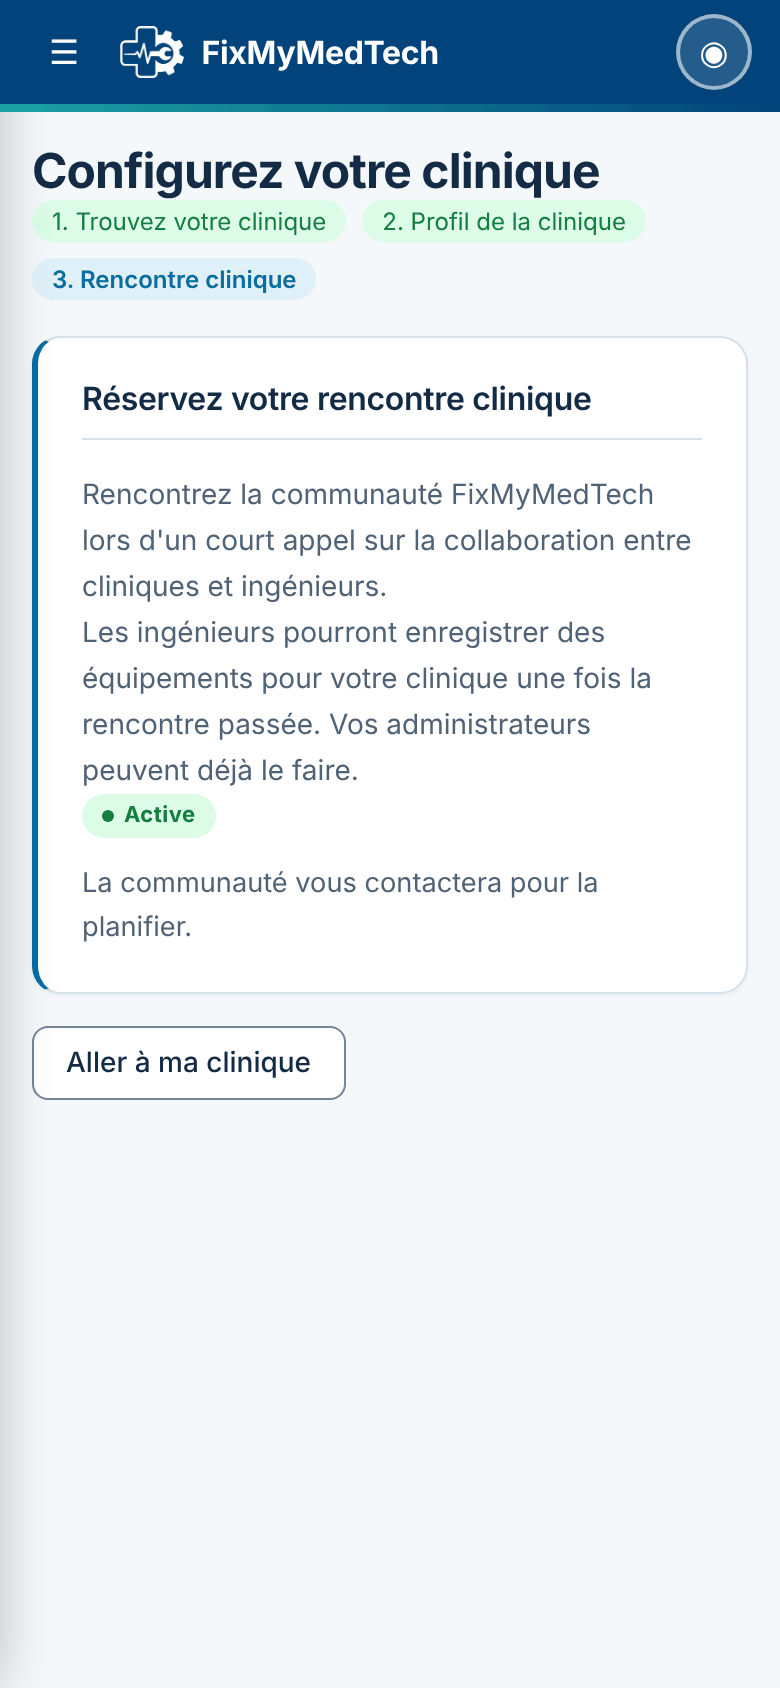 FixMyMedTech
Configurez votre clinique
1. Trouvez votre clinique
2. Profil de la clinique
3. Rencontre clinique
Réservez votre rencontre clinique
Rencontrez la communauté FixMyMedTech
lors d'un court appel sur la collaboration entre
cliniques et ingénieurs.
Les ingénieurs pourront enregistrer des
équipements pour votre clinique une fois la
rencontre passée. Vos administrateurs
peuvent déjà le faire.
Active
La communauté vous contactera pour la
planifier.
Aller à ma clinique